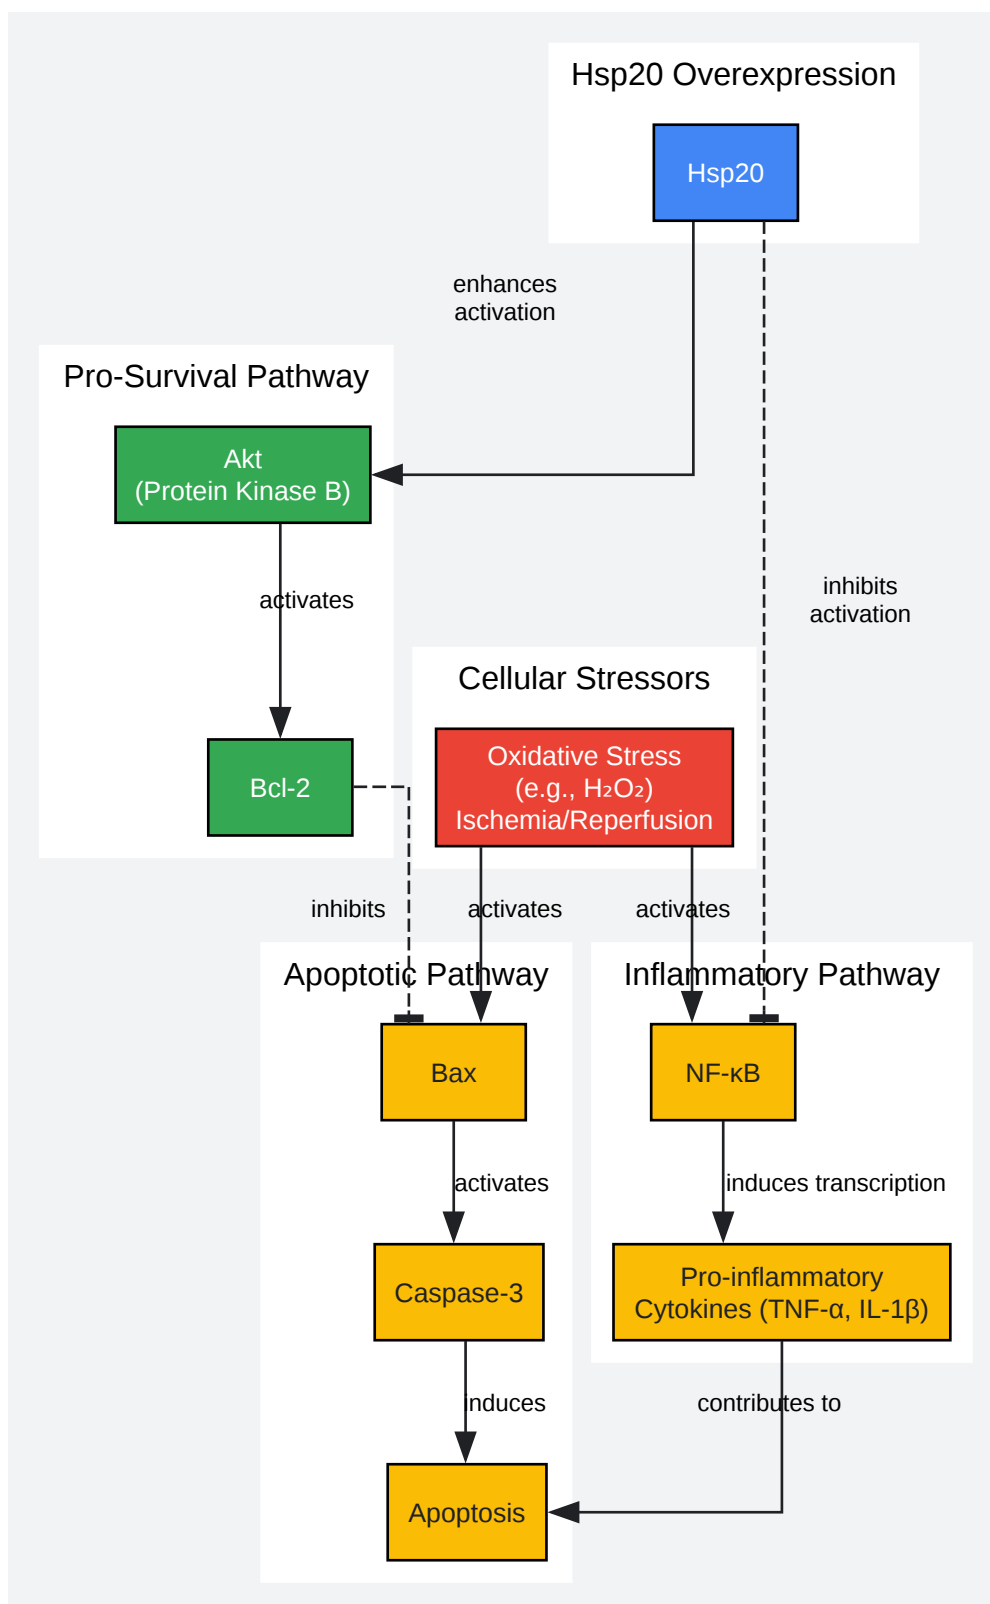 Hsp20 Overexpression
Hsp20
enhances
activation
Pro-Survival Pathway
Akt
(Protein Kinase B)
activates
inhibits
activation
Cellular Stressors
Oxidative Stress
(e.g., H₂O₂)
Ischemia/Reperfusion
Bcl-2
inhibits
activates
activates
Apoptotic Pathway
Inflammatory Pathway
Bax
NF-κB
activates
induces transcription
Caspase-3
Pro-inflammatory
Cytokines (TNF-α, IL-1β)
induces
contributes to
Apoptosis